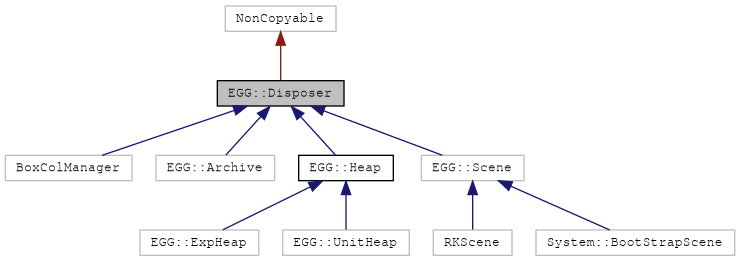 NonCopyable
EGG::Disposer
BoxColManager
EGG::Archive
EGG::Heap
EGG::Scene
EGG::ExpHeap
EGG::UnitHeap
RKScene
System::BootStrapScene